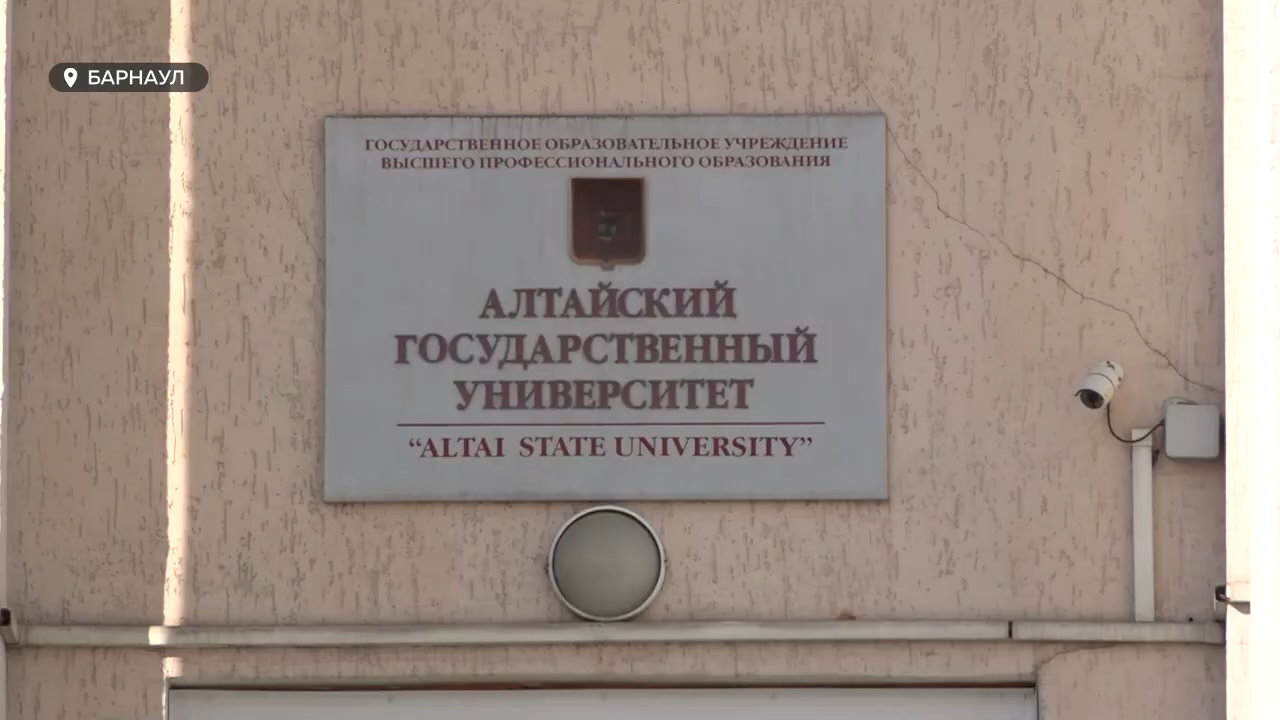 БАРНАУЛ
ГОСУДАРСТВЕННОЕ ОБРАЗОВАТЕЛЬНОЕ УЧРЕЖДЕНИЕ
ВЫСШЕГО ПРОФЕССИОНАЛЬНОГО ОБРАЗОВАНИЯ
АЛТАЙСКИЙ
ГОСУДАРСТВЕННЫЙ
УНИВЕРСИТЕТ
“ALTAI STATE UNIVERSITY”